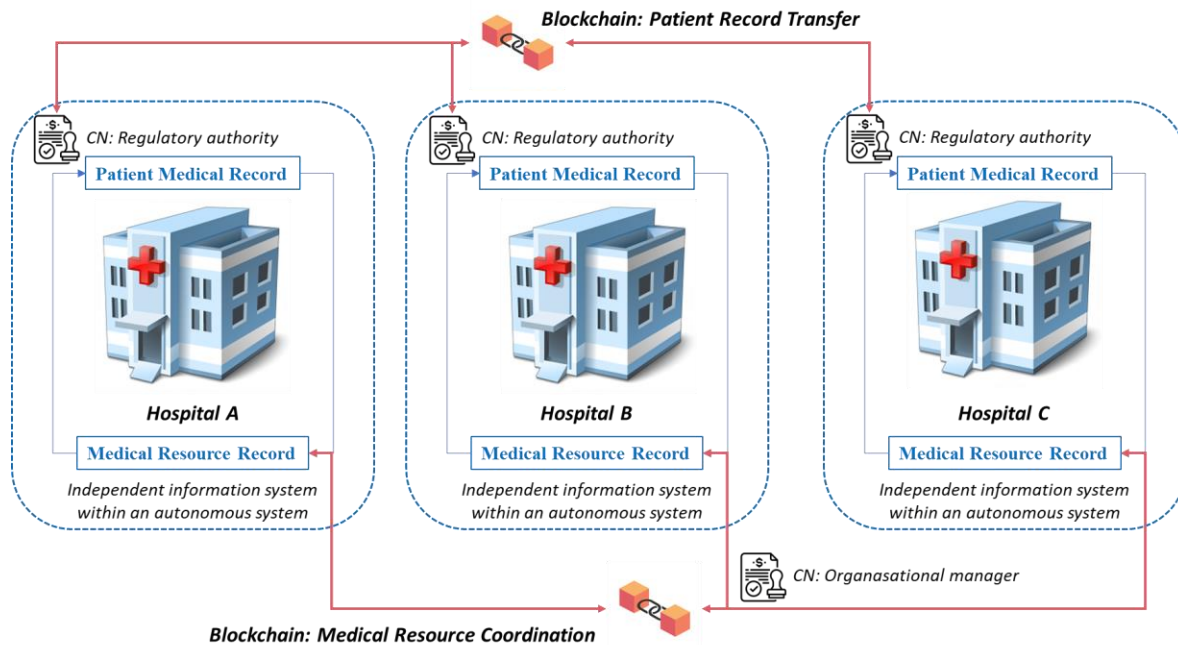 Blockchain: Patient Record Transfer
CN: Regulatory authority
Patient Medical Record
Hospital A
Medical Resource Record
Independent information system
within an autonomous system
CN: Regulatory authority
Patient Medical Record
Hospital B
Medical Resource Record
Independent information system
within an autonomous system
CN: Regulatory authority
Patient Medical Record
Hospital C
Medical Resource Record
Independent information system
within an autonomous system
CN: Organasational manager
Blockchain: Medical Resource Coordination